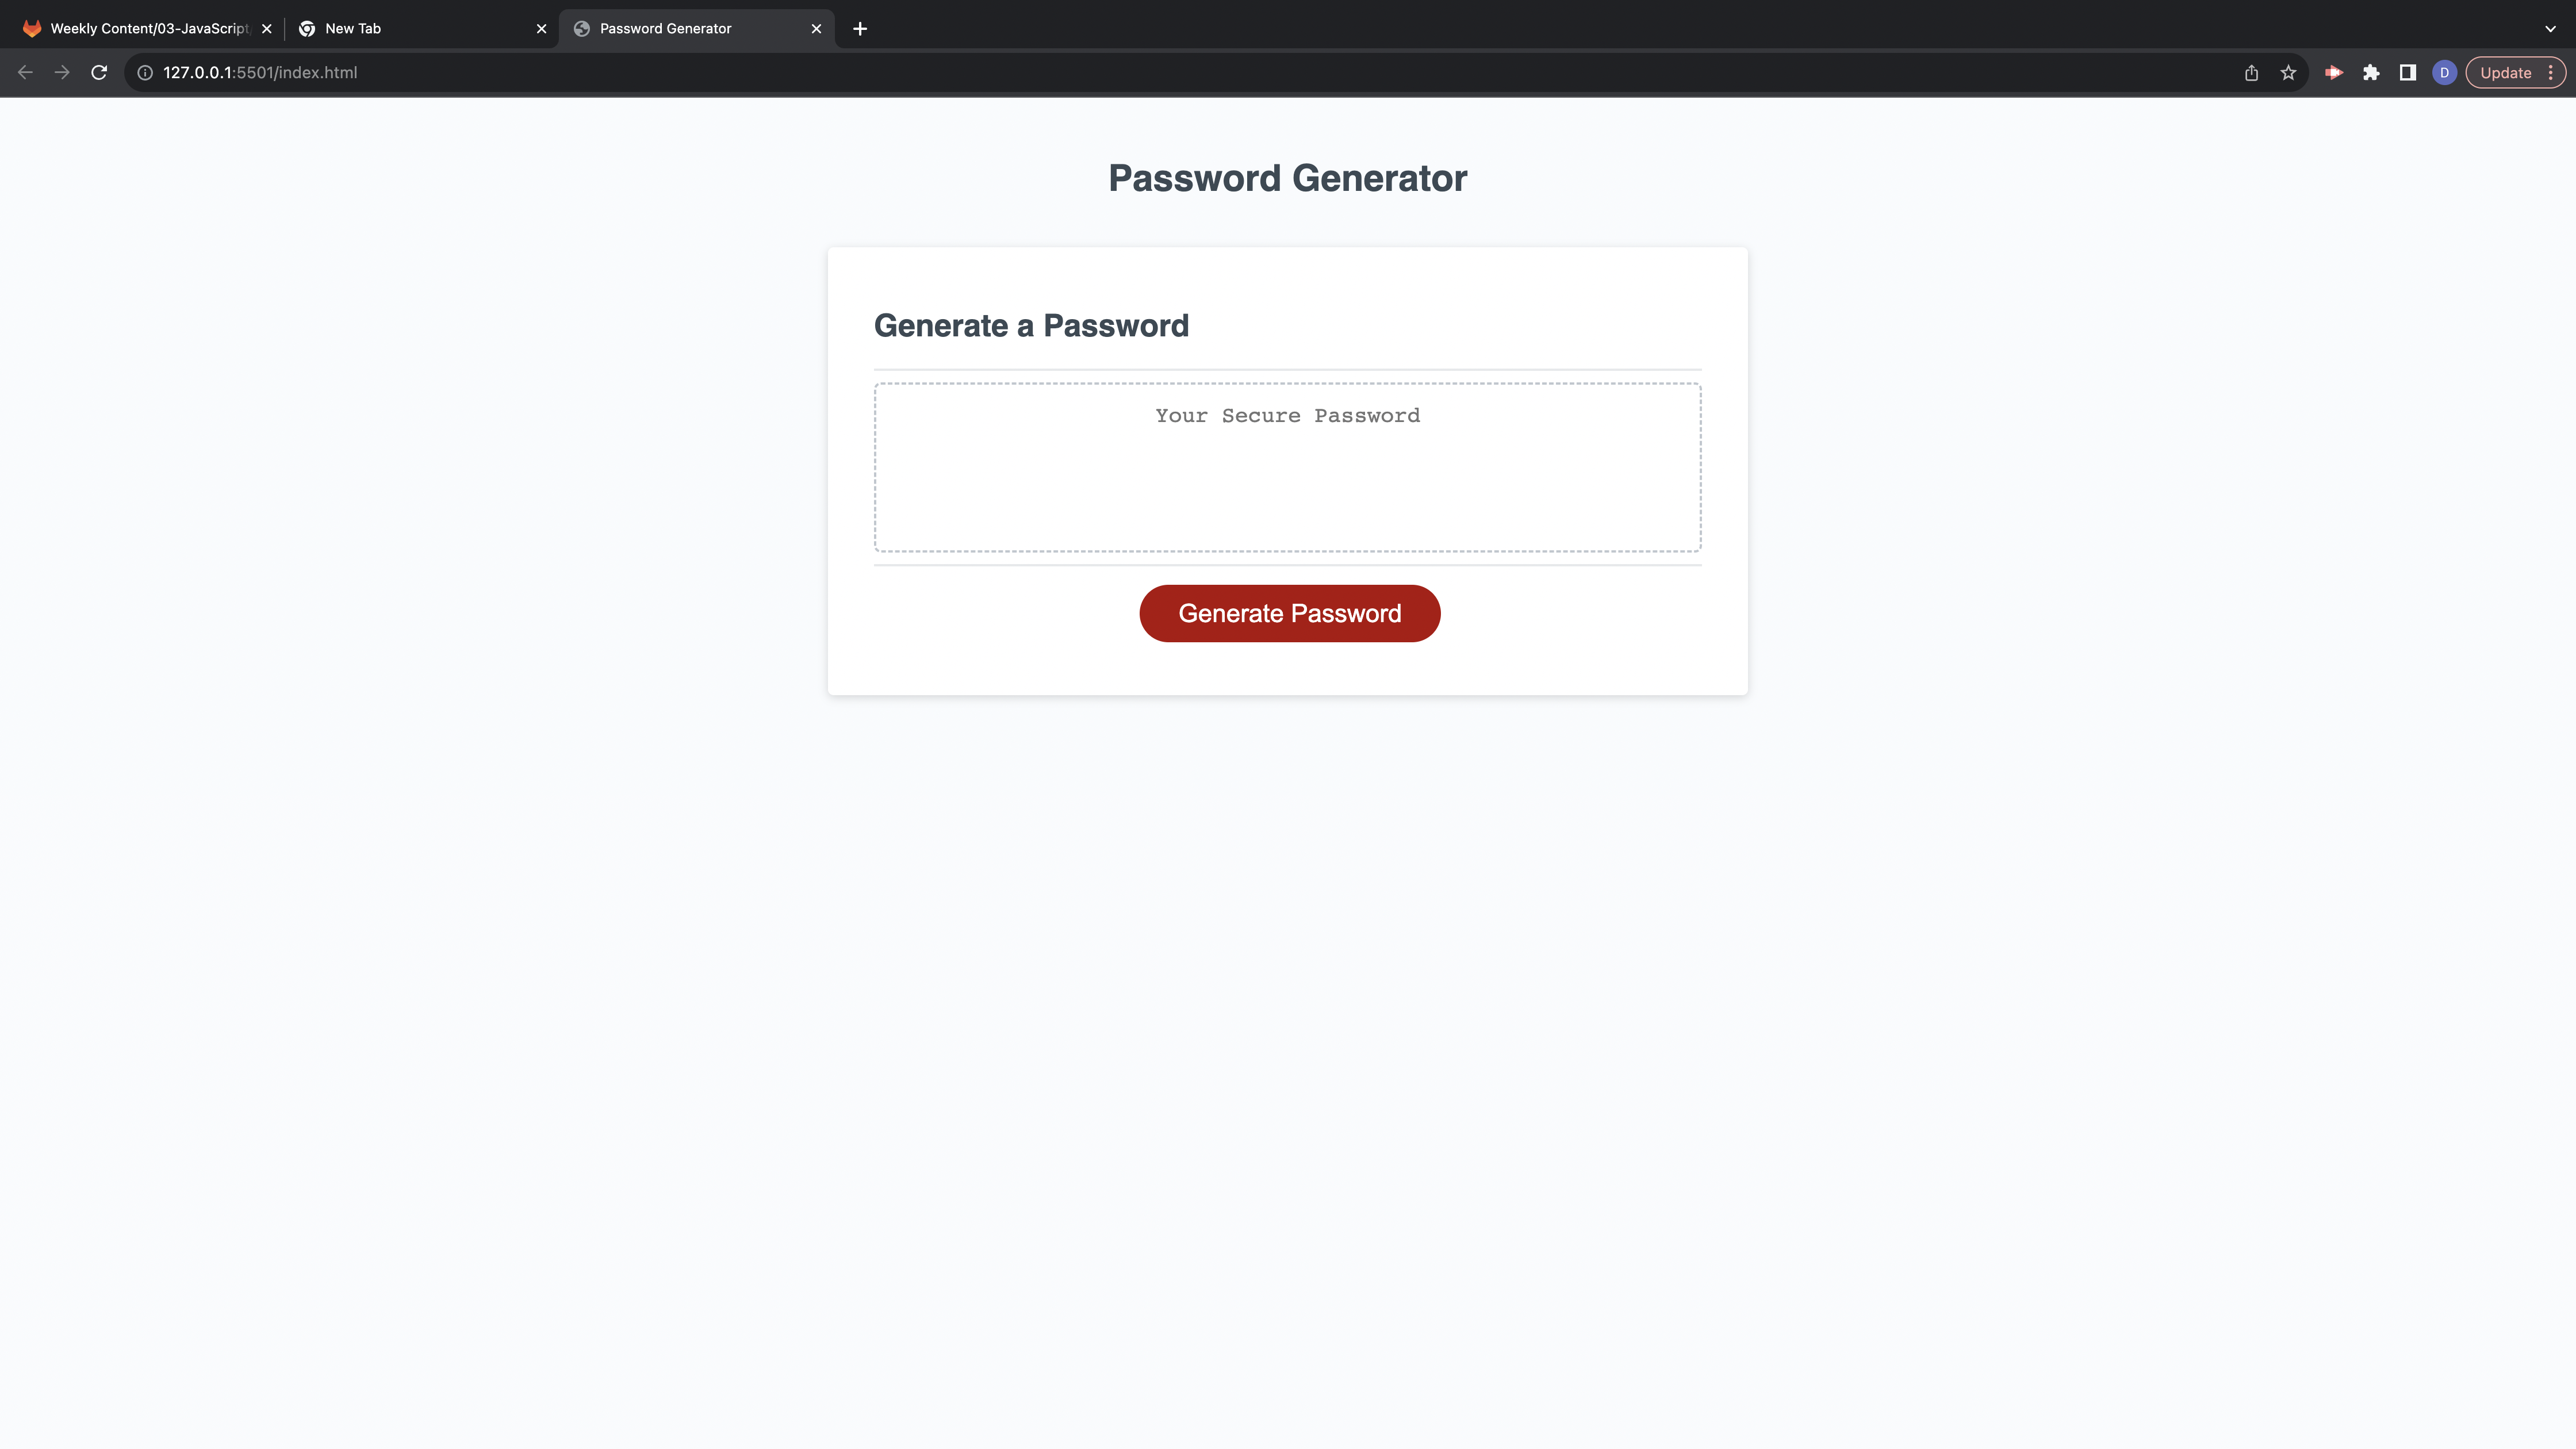 Weekly Content/03-JavaScript
New Tab
Password Generator
127.0.0.1:5501/index.html
D
Update
Password Generator
Generate a Password
Your Secure Password
Generate Password